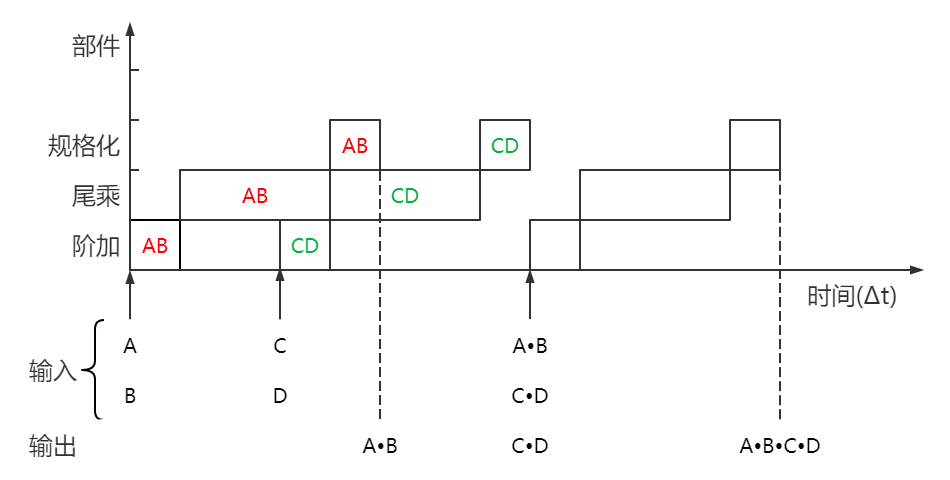 部件
规格化 AB CD
尾乘 AB CD
阶加 AB CD
时间(Δt)
输入
A C A•B
B D C•D
输出 A•B C•D A•B•C•D